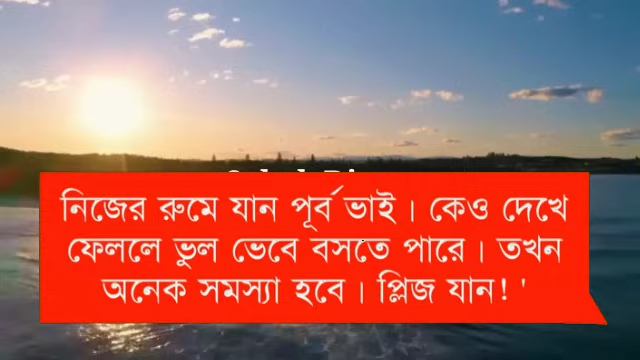 নিজের রুমে যান পূর্ব ভাই। কেও দেখে
ফেললে ভুল ভেবে বসতে পারে। তখন
অনেক সমস্যা হবে। প্লিজ যান!'